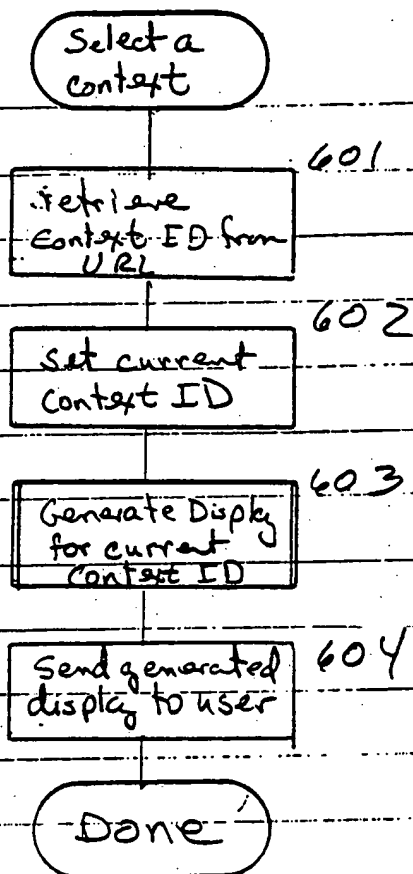 Select a
context
601
retrieve
Context ID from
URL
602
set current
Context ID
603
Generate Display
for current
Context ID
604
Send generated
display to user
Done